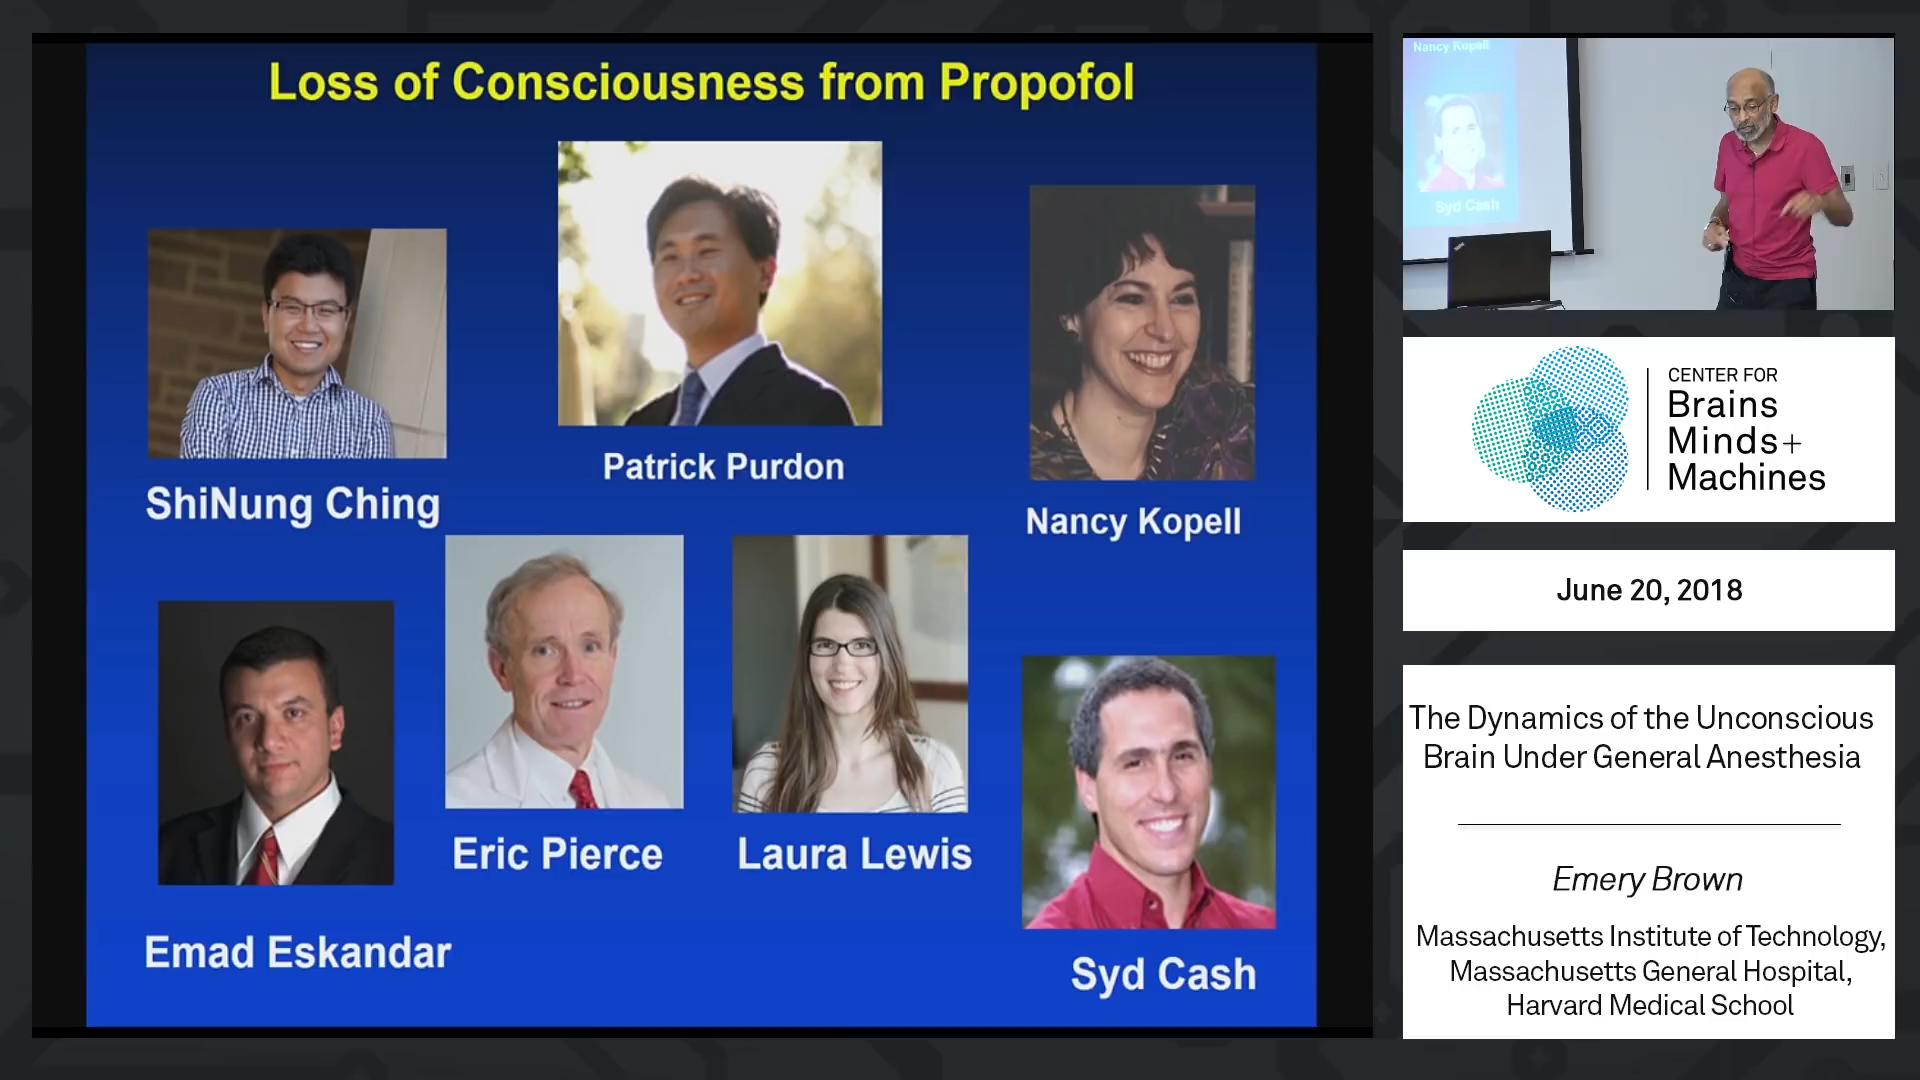 Loss of Consciousness from Propofol
ShiNung Ching
Patrick Purdon
Nancy Kopell
Emad Eskandar
Eric Pierce
Laura Lewis
Syd Cash
Nancy Kopell
Syd Cash
CENTER FOR
Brains
Minds+
Machines
June 20, 2018
The Dynamics of the Unconscious
Brain Under General Anesthesia
Emery Brown
Massachusetts Institute of Technology,
Massachusetts General Hospital,
Harvard Medical School